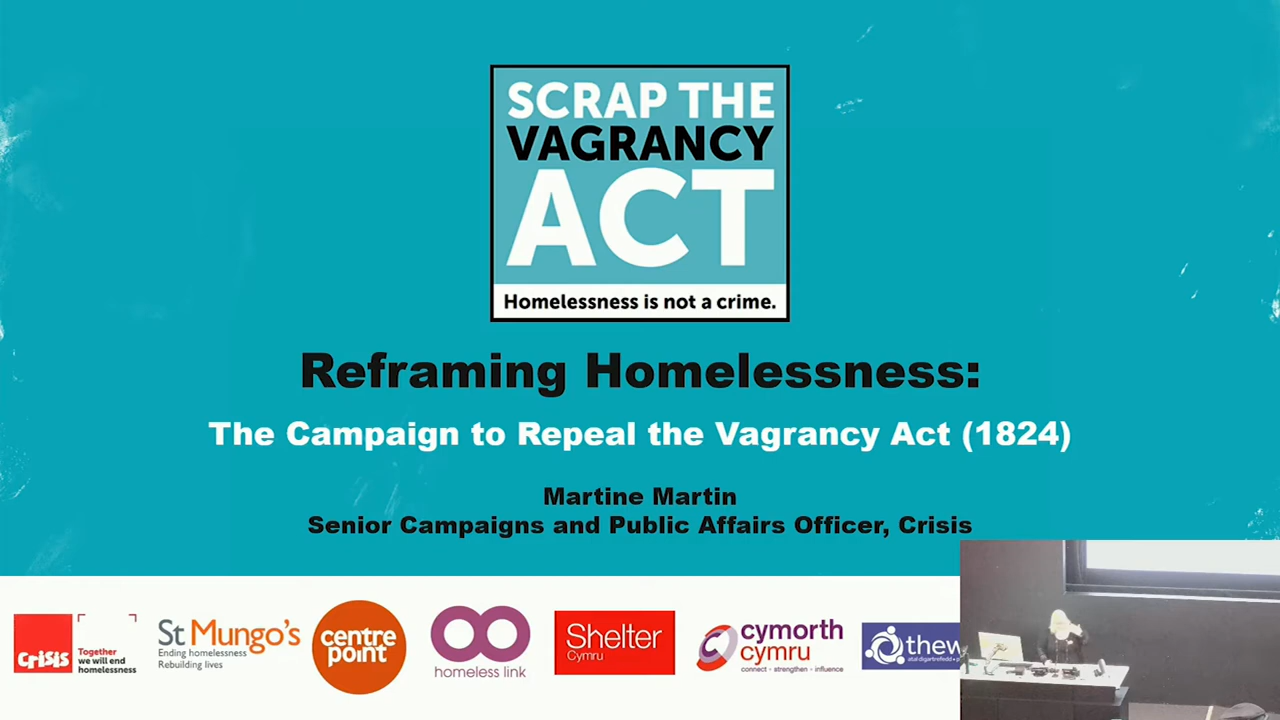 SCRAP THE
VAGRANCY
ACT
Homelessness is not a crime.
Reframing Homelessness:
The Campaign to Repeal the Vagrancy Act (1824)
Martine Martin
Senior Campaigns and Public Affairs Officer, Crisis
Crisis
Together
we will end
homelessness
St Mungo's
Ending homelessness
Rebuilding lives
centre
point
homeless link
Shelter
Cymru
cymorth
cymru
connect · strengthen · influence
thew
atal digartrefedd • p